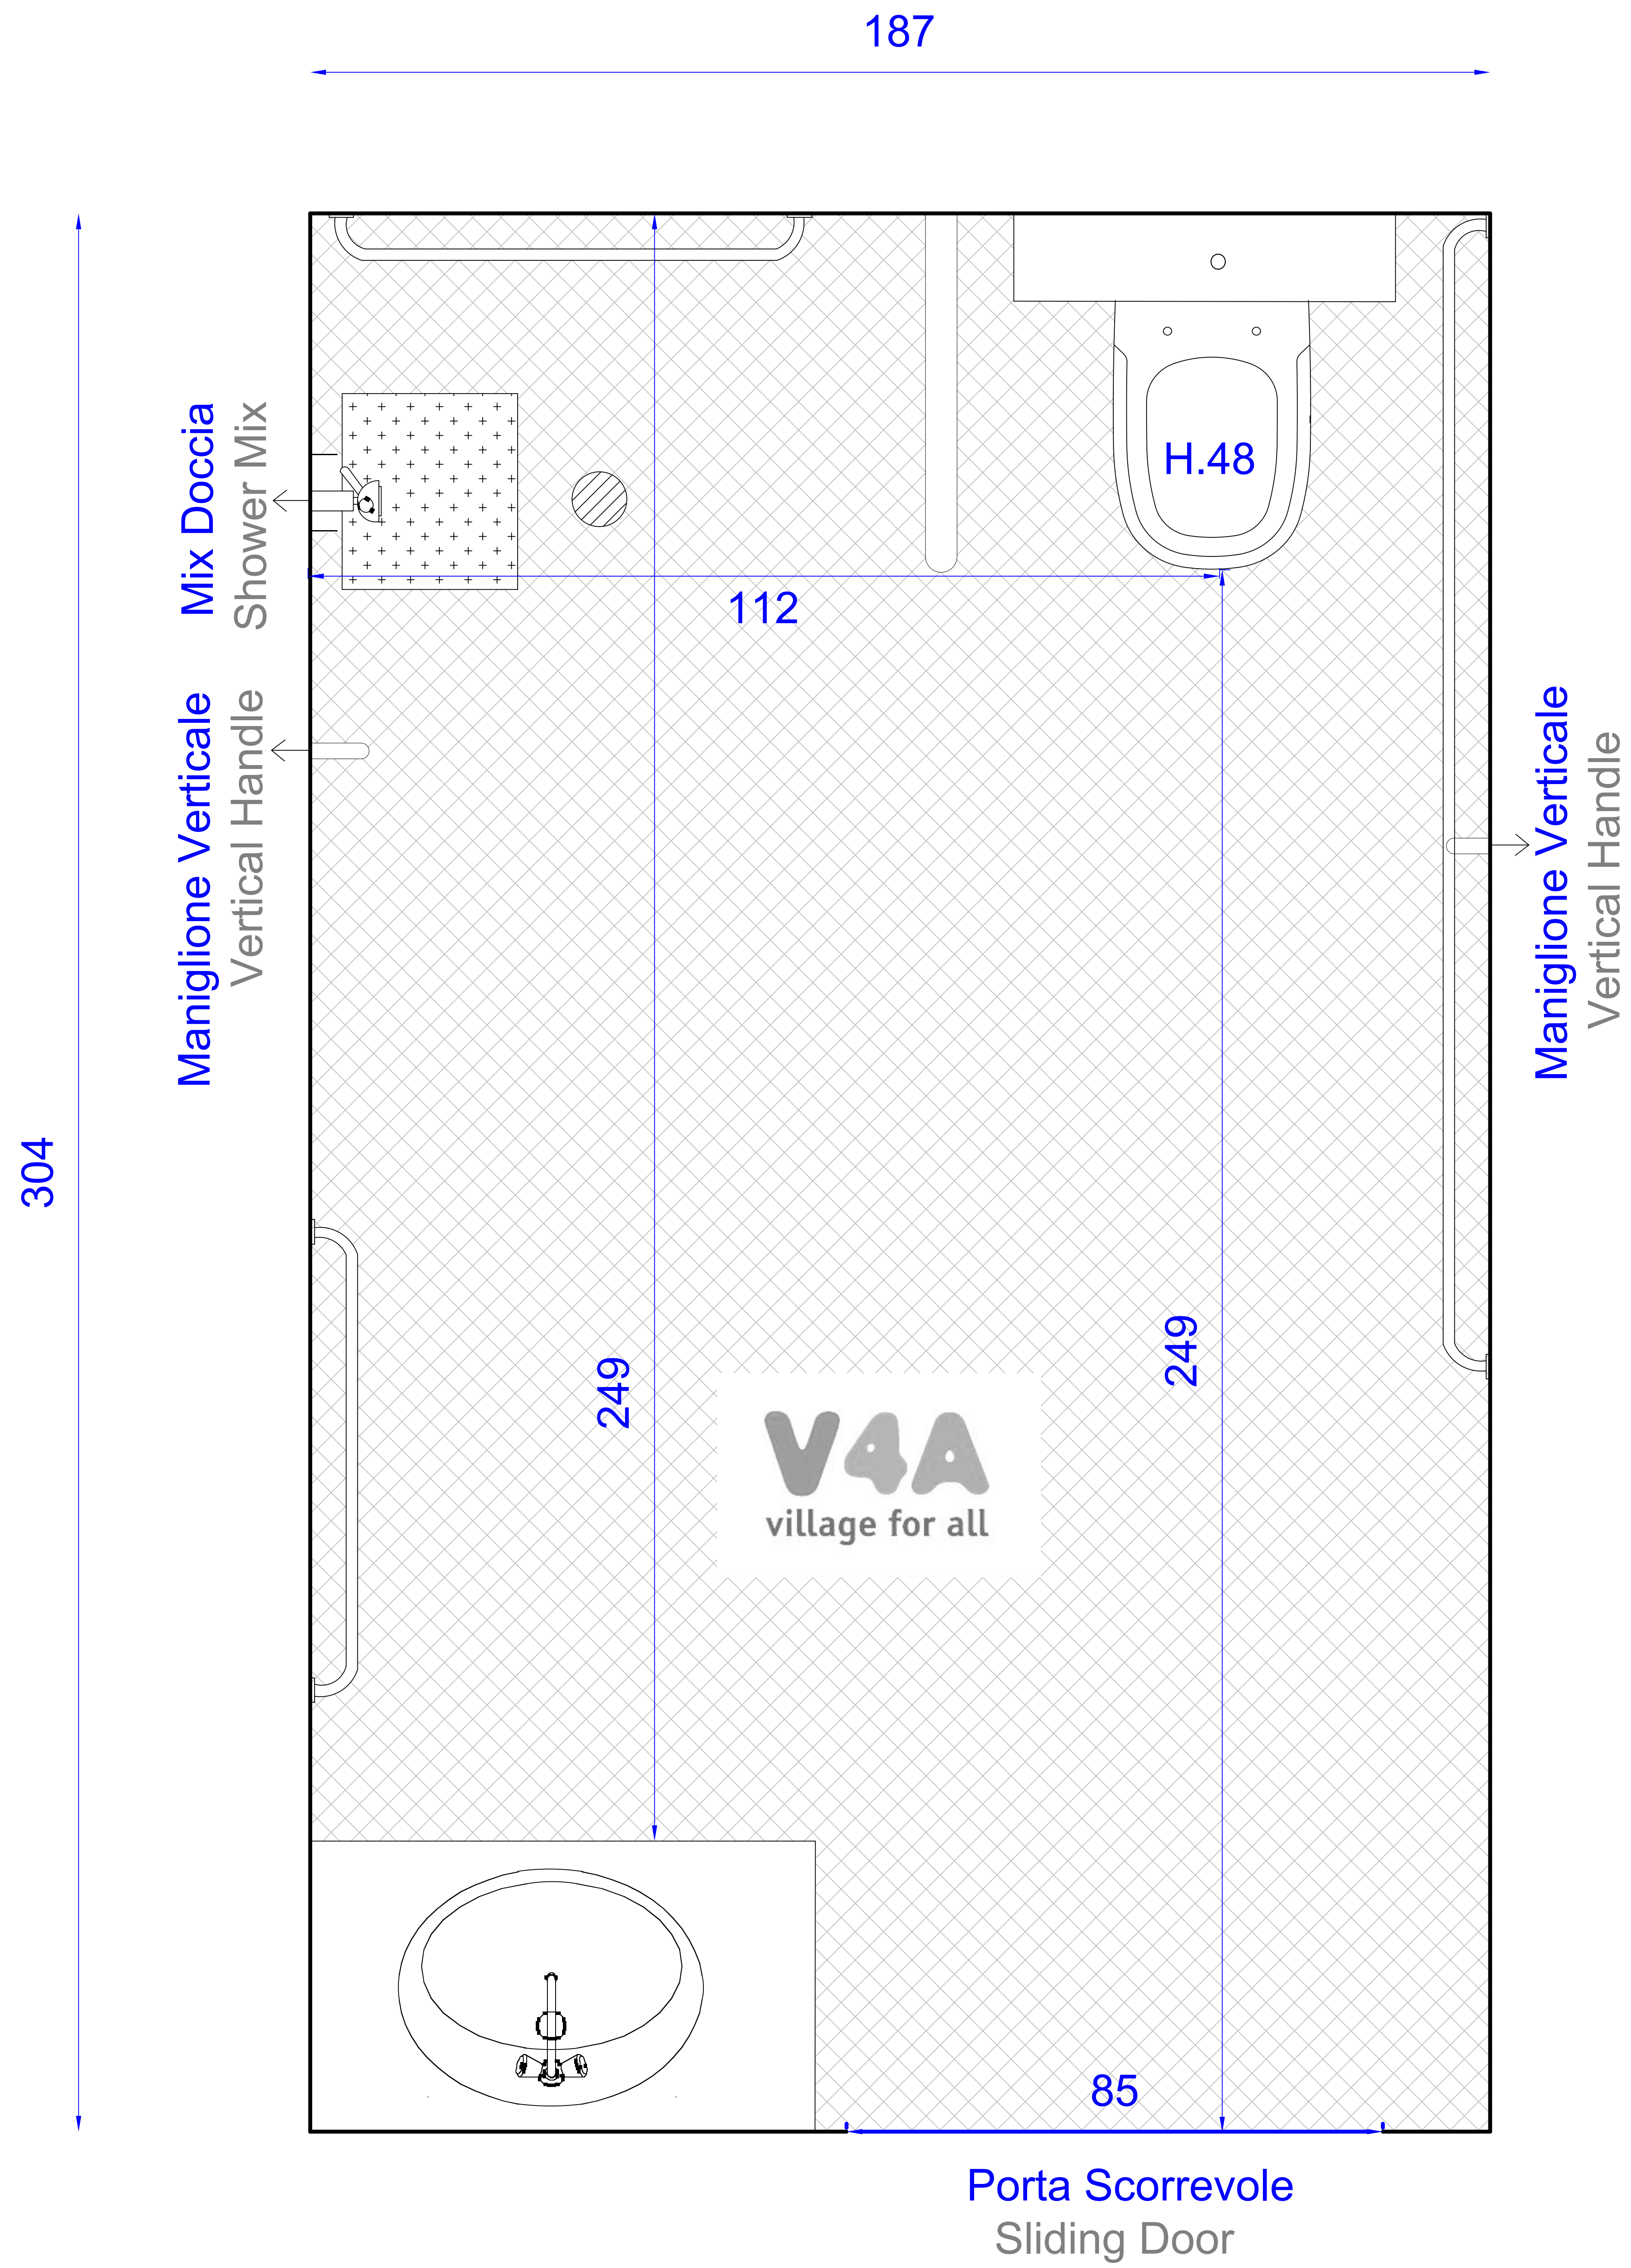 187
H.48
112
Mix Doccia
Shower Mix
Maniglione Verticale
Vertical Handle
Maniglione Verticale
Vertical Handle
304
249
249
V4A
village for all
85
Porta Scorrevole
Sliding Door